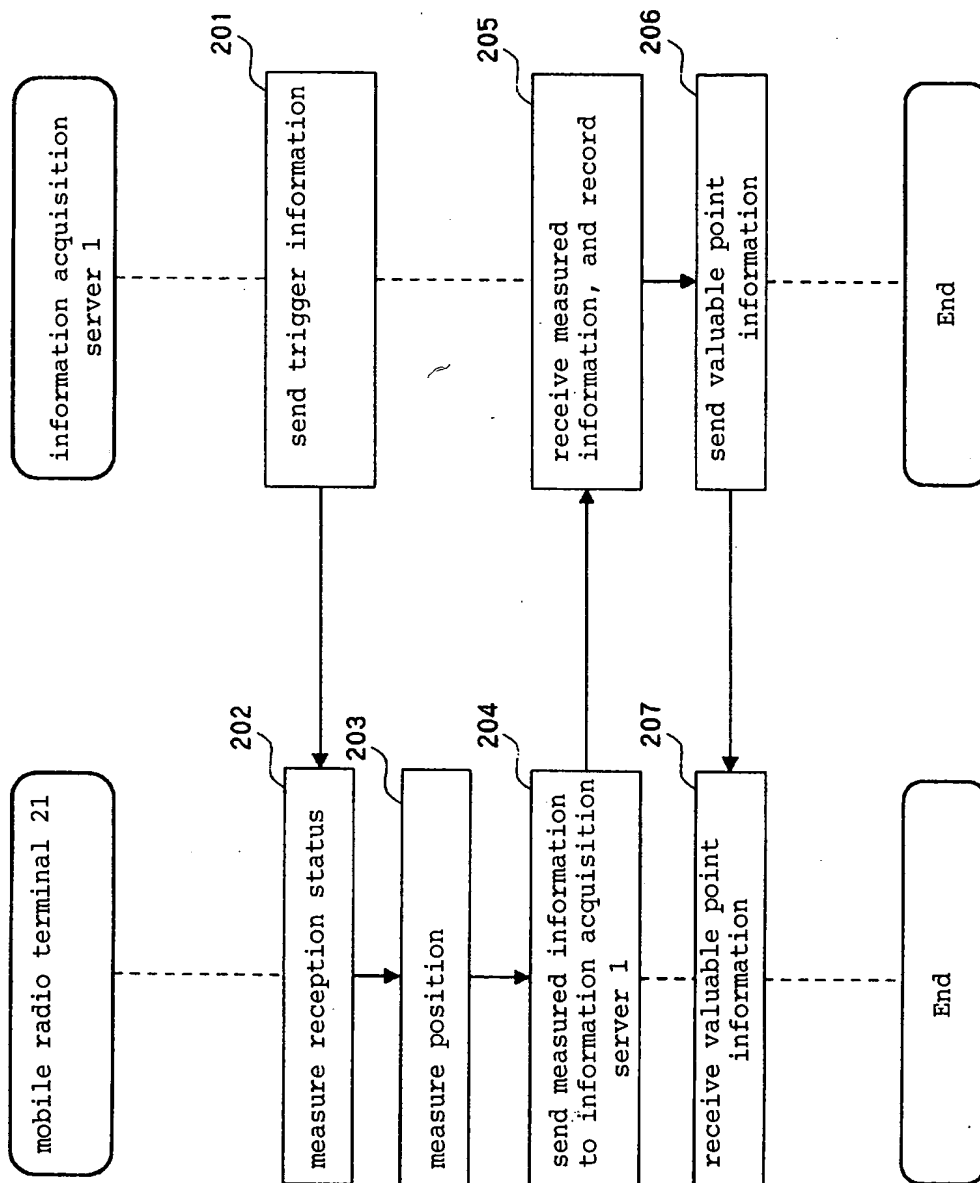 mobile radio terminal 21
information acquisition
server 1
201
send trigger information
202
measure reception status
203
measure position
204
send measured information
to information acquisition
server 1
205
receive measured
information, and record
206
send valuable point
information
207
receive valuable point
information
End
End